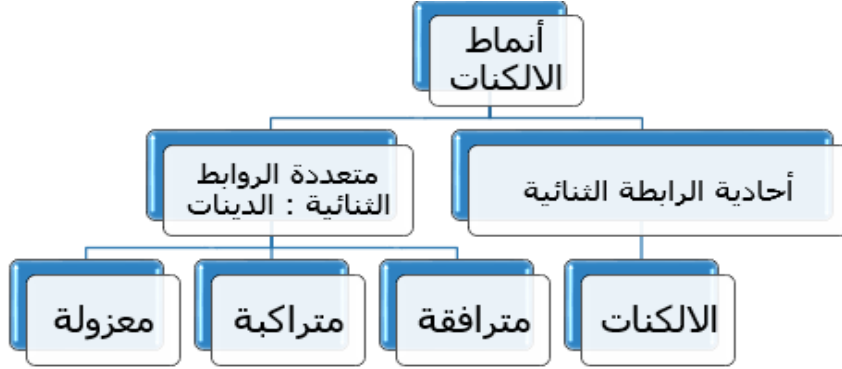 أنماط
الالكنات
أحادية الرابطة الثنائية
متعددة الروابط
الثنائية : الدينات
الالكنات
مترافقة
متراكبة
معزولة